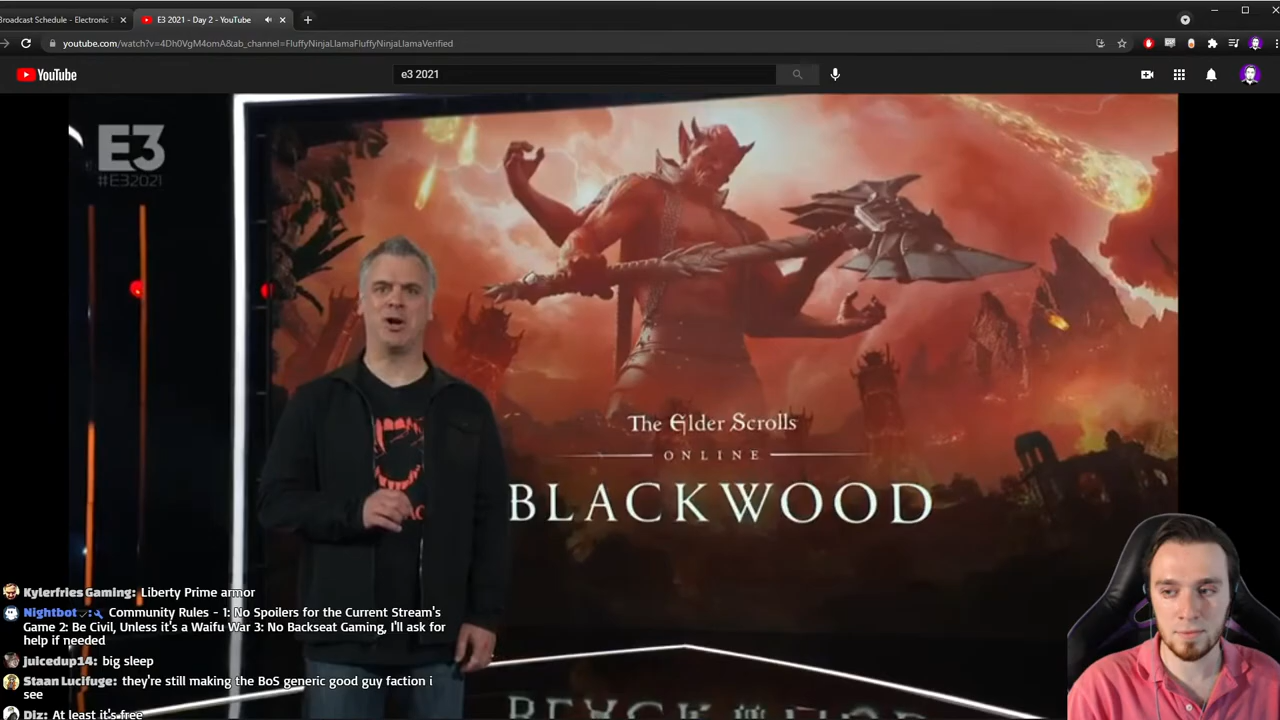 Broadcast Schedule - Electronic E
E3 2021 - Day 2 - YouTube
youtube.com/watch?v=4Dh0VgM4omA&ab_channel=FluffyNinjaLlamaFluffyNinjaLlamaVerified
YouTube
e3 2021
E3
#E32021
The Elder Scrolls
ONLINE
BLACKWOOD
Kylerfries Gaming: Liberty Prime armor
Nightbot: Community Rules - 1: No Spoilers for the Current Stream's
Game 2: Be Civil, Unless it's a Waifu War 3: No Backseat Gaming, I'll ask for
help if needed
juicedup14: big sleep
Staan Lucifuge: they're still making the BoS generic good guy faction i
see
Diz: At least it's free